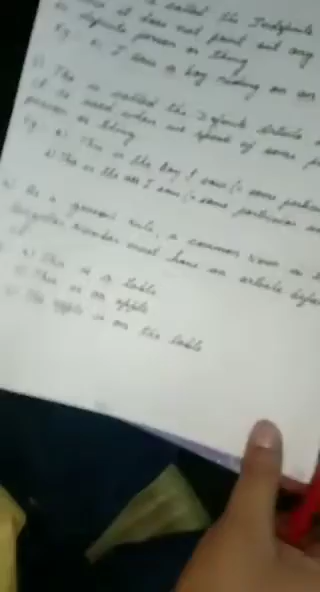 is called the Indefinite
it does not point out any
definite person or thing
Eg: a) I saw a boy riding on an
The is called the Definite Article
it is used when we speak of some
person or thing
Eg: a) This is the boy I saw (= some
b) This is the ass I saw (= some particular
As a general rule, a common noun in
singular number must have an article before
it
a) This is a table
This is an apple
The apple is on the table